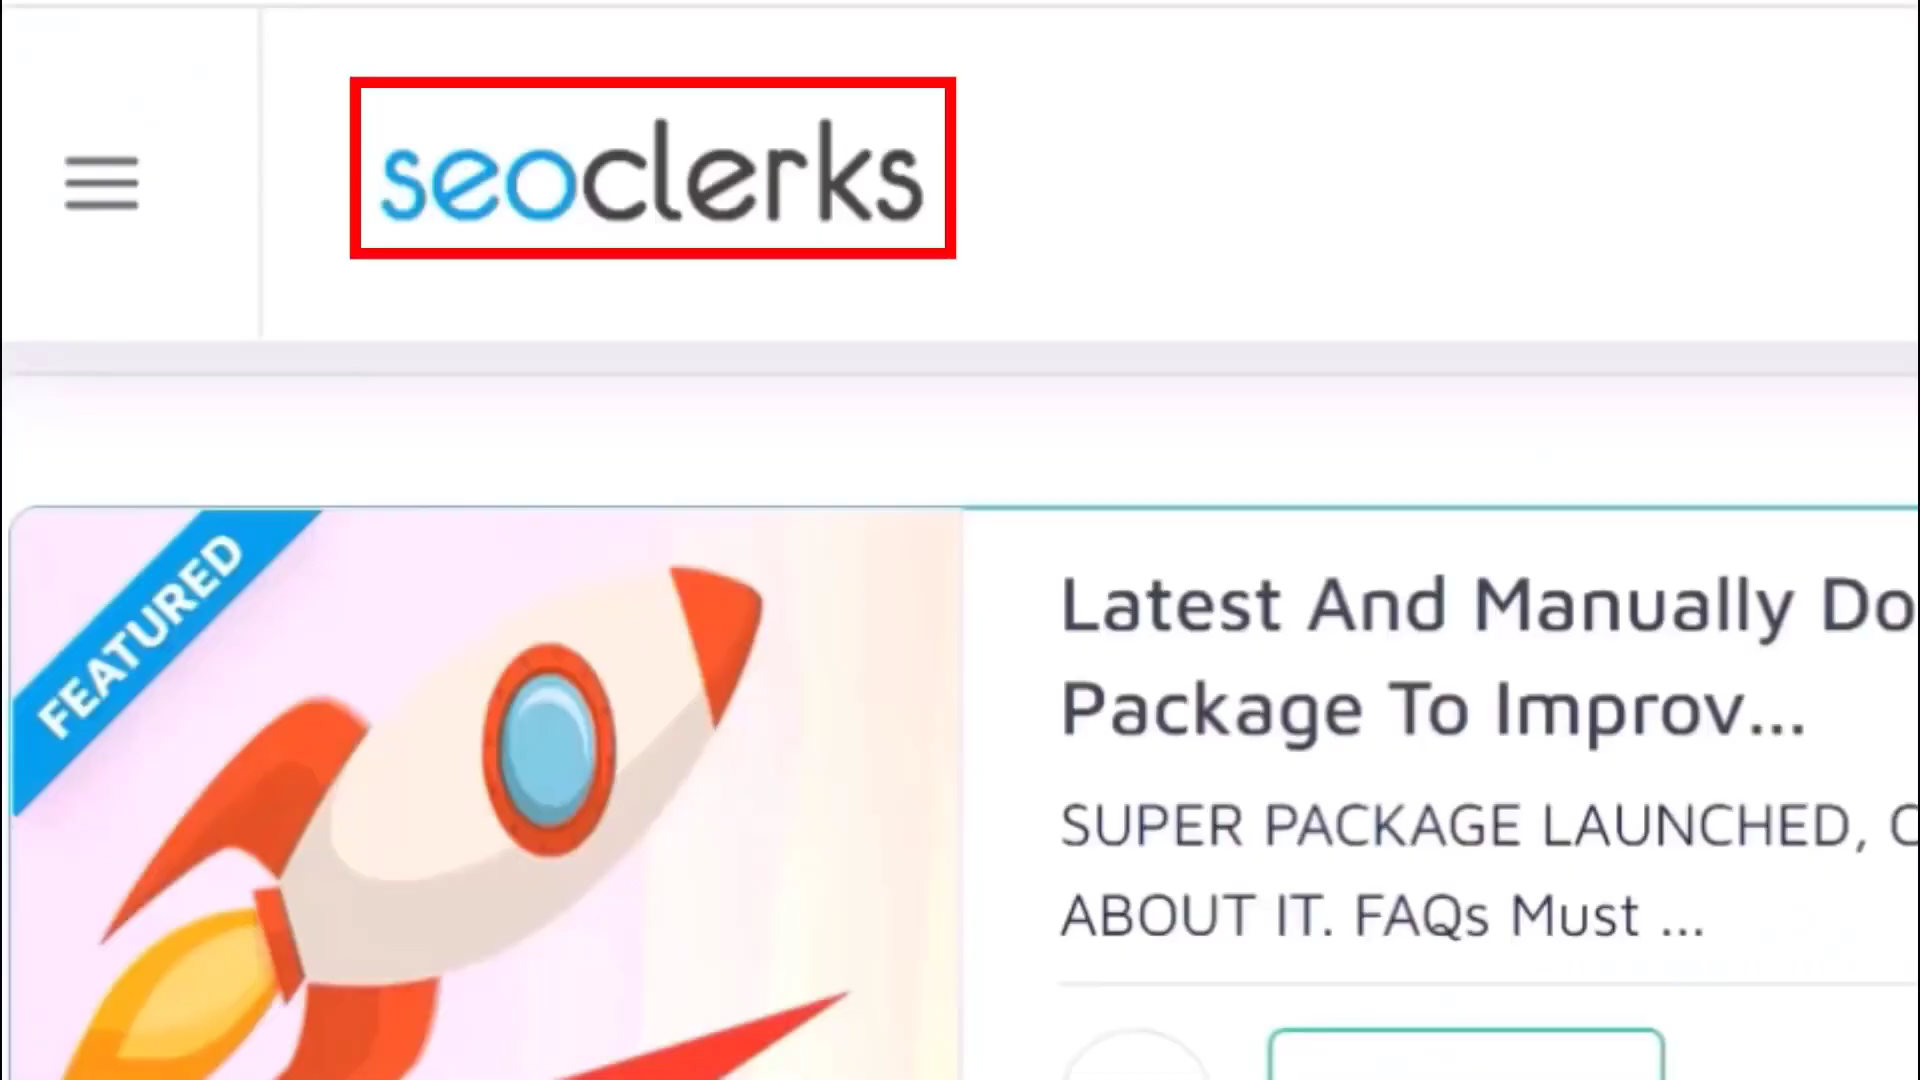 seoclerks
FEATURED
Latest And Manually Do
Package To Improv...
SUPER PACKAGE LAUNCHED,
ABOUT IT. FAQs Must ...